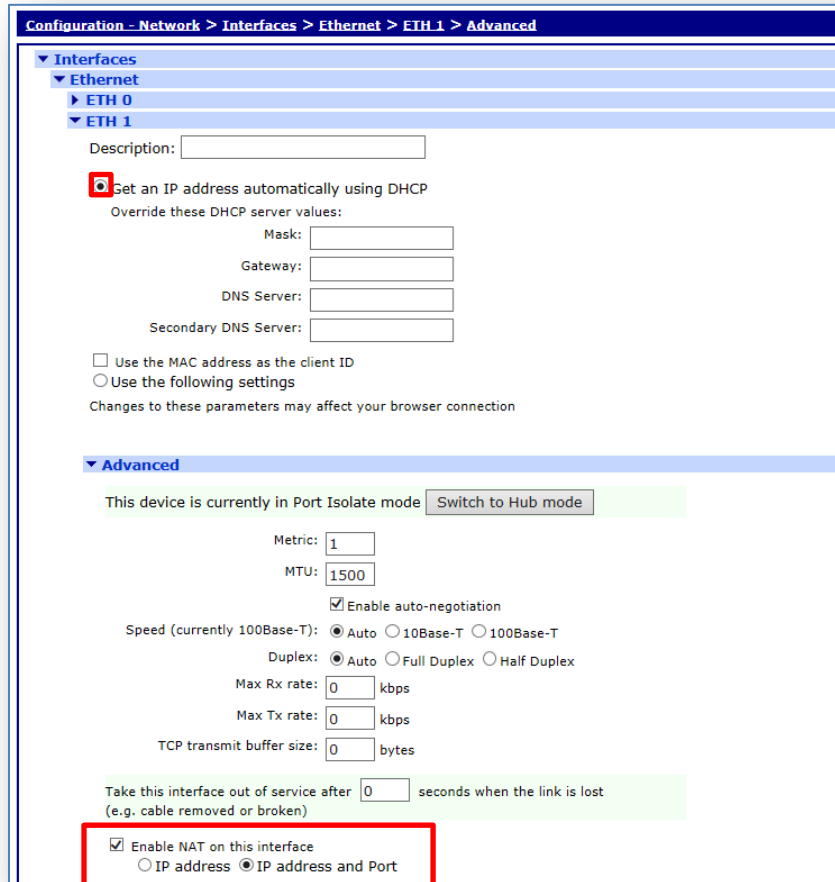 Configuration - Network > Interfaces > Ethernet > ETH 1 > Advanced
Interfaces
Ethernet
ETH 0
ETH 1
Description:
Get an IP address automatically using DHCP
Override these DHCP server values:
Mask:
Gateway:
DNS Server:
Secondary DNS Server:
Use the MAC address as the client ID
Use the following settings
Changes to these parameters may affect your browser connection
Advanced
This device is currently in Port Isolate mode Switch to Hub mode
Metric: 1
MTU: 1500
Enable auto-negotiation
Speed (currently 100Base-T): Auto 10Base-T 100Base-T
Duplex: Auto Full Duplex Half Duplex
Max Rx rate: 0 kbps
Max Tx rate: 0 kbps
TCP transmit buffer size: 0 bytes
Take this interface out of service after 0 seconds when the link is lost
(e.g. cable removed or broken)
Enable NAT on this interface
IP address IP address and Port